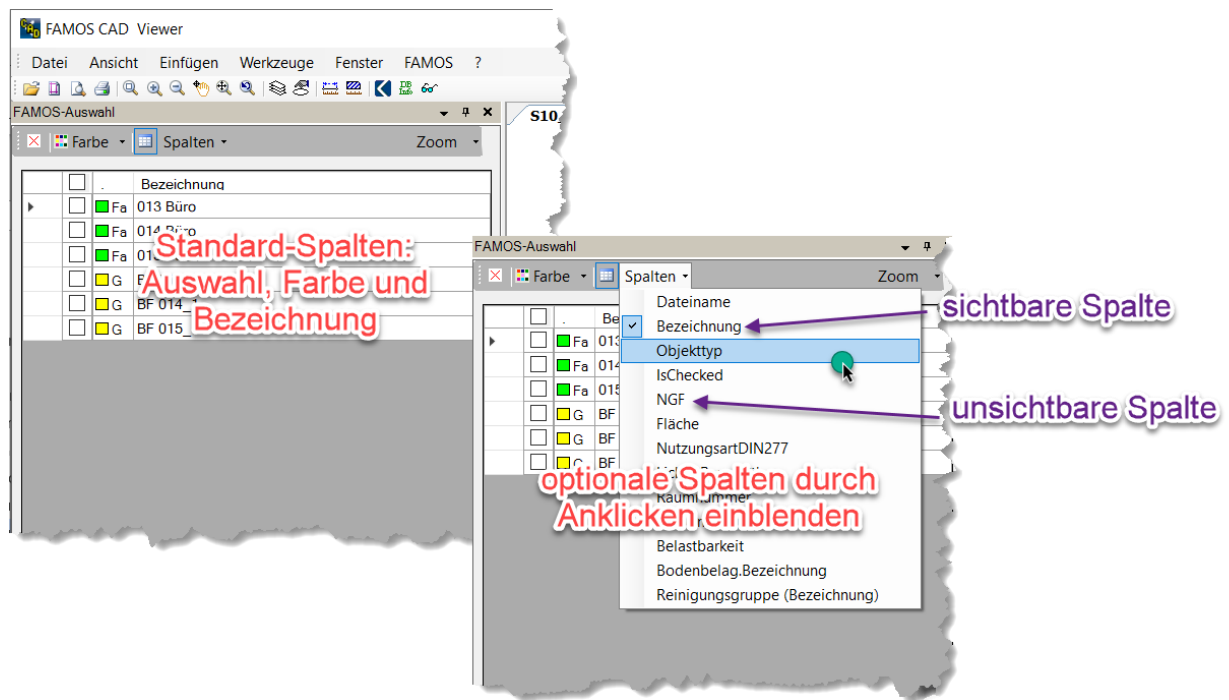 FAMOS CAD Viewer
Datei Ansicht Einfügen Werkzeuge Fenster FAMOS ?
FAMOS-Auswahl
S10_
Farbe Spalten Zoom
. Bezeichnung
Fa 013 Büro
Fa 014 Büro
Fa
G
G BF 014_
G BF 015_
Standard-Spalten:
Auswahl, Farbe und
Bezeichnung
FAMOS-Auswahl
Farbe Spalten Zoom
. Be
Fa 013
Fa 014
Fa 015
G BF
G BF
G BF
Dateiname
Bezeichnung
Objekttyp
IsChecked
NGF
Fläche
NutzungsartDIN277
Raumnummer
Belastbarkeit
Bodenbelag.Bezeichnung
Reinigungsgruppe (Bezeichnung)
sichtbare Spalte
unsichtbare Spalte
optionale Spalten durch
Anklicken einblenden